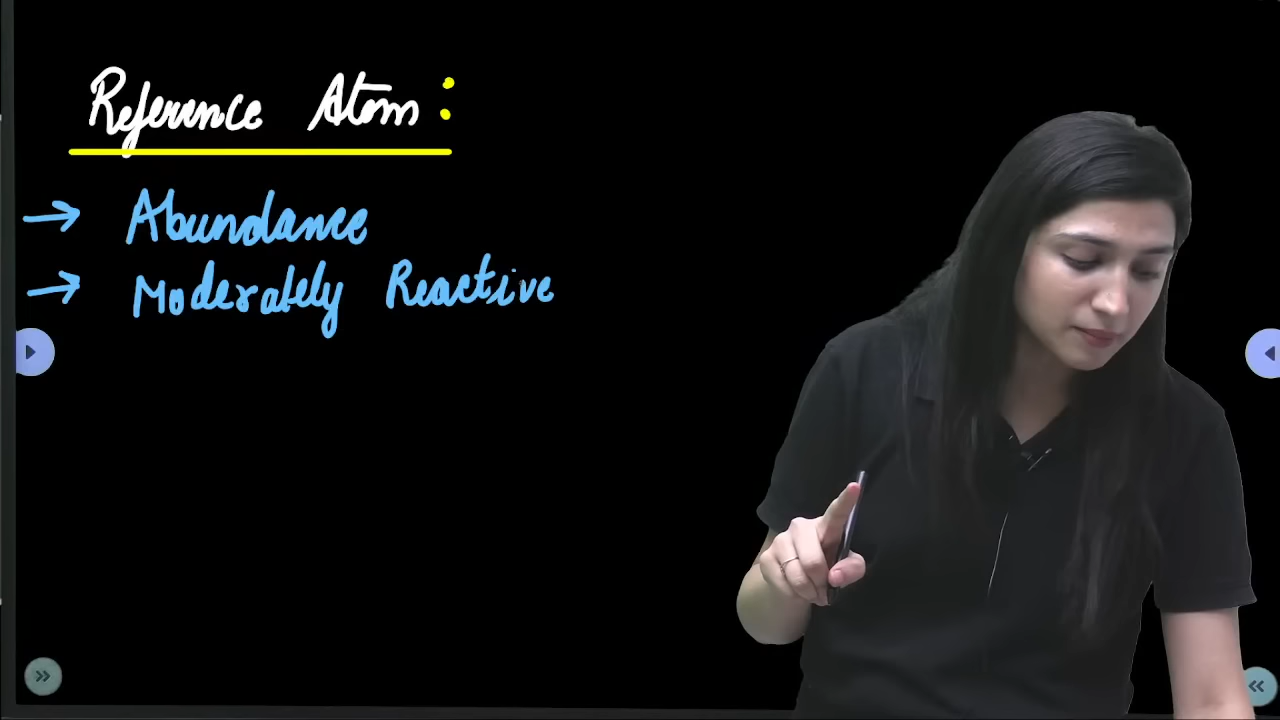 Reference Atom :
→ Abundance
→ Moderately Reactive